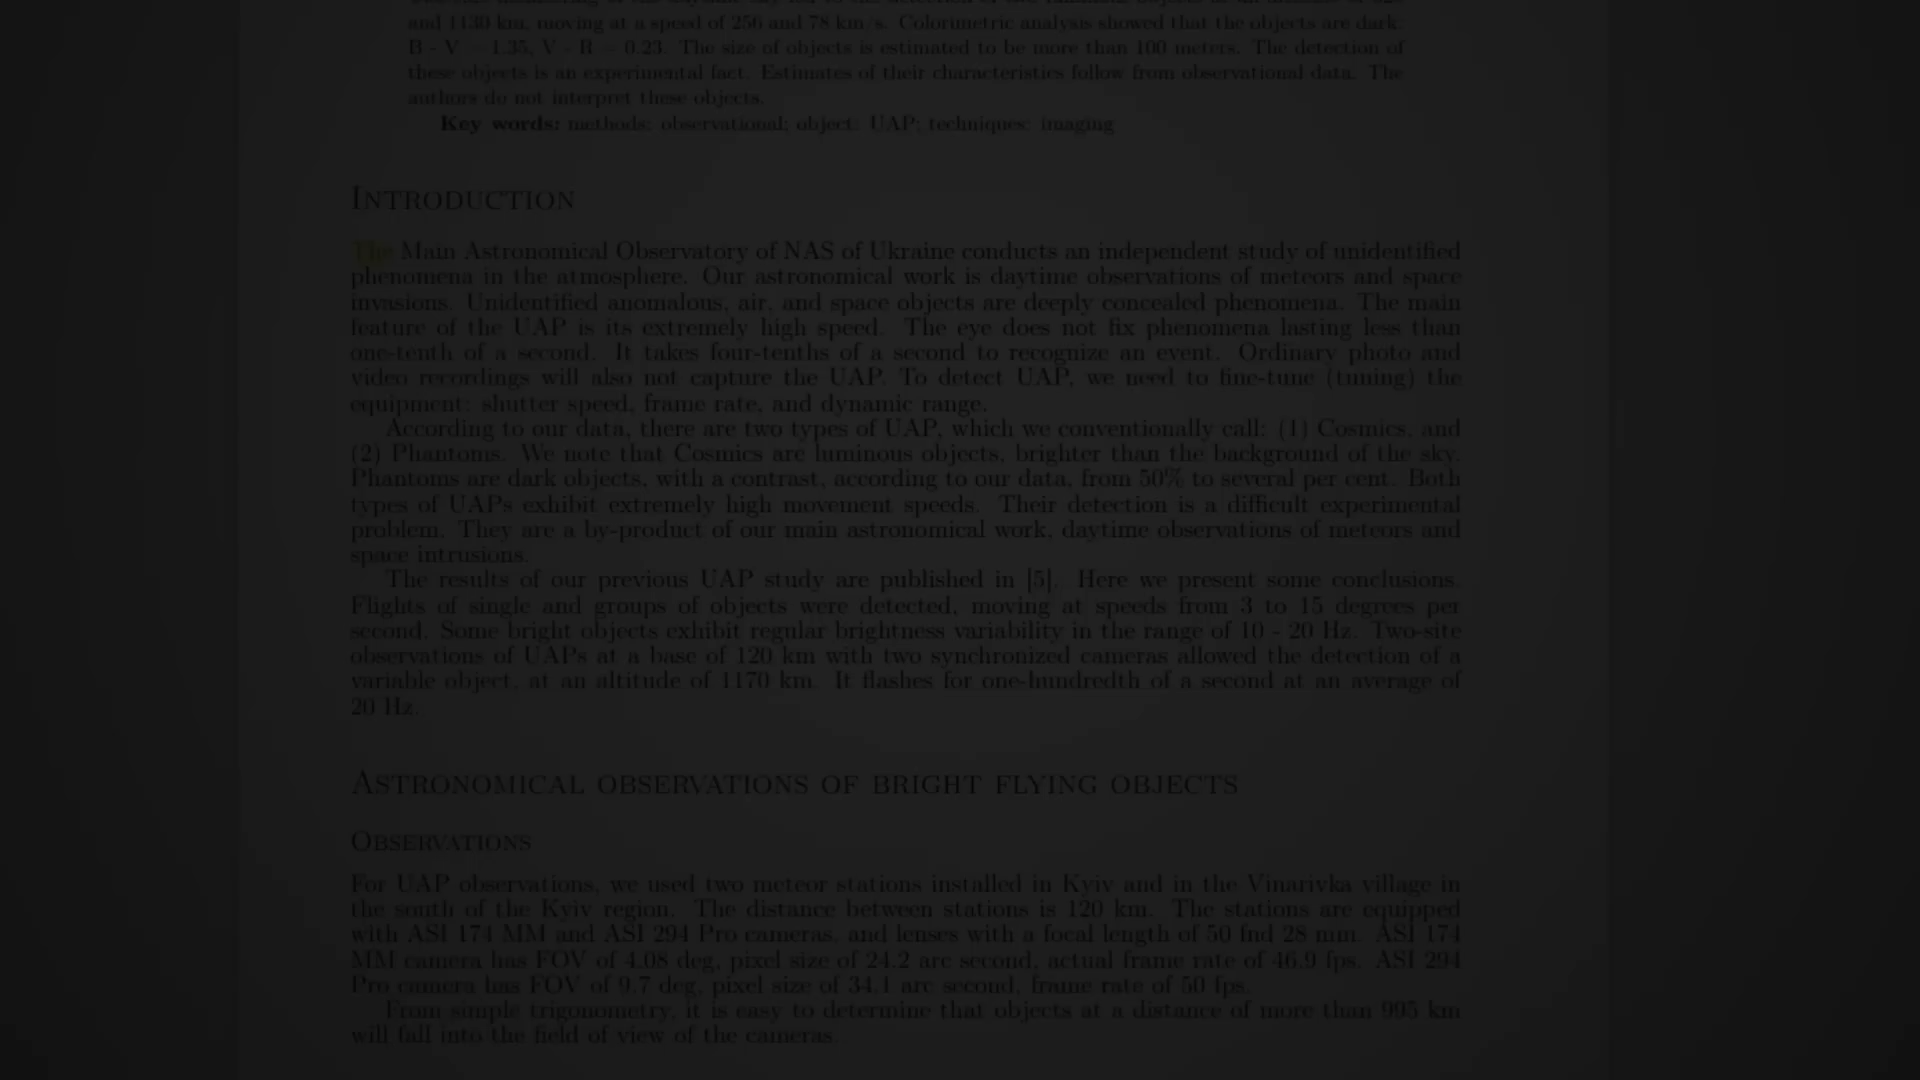 and 1130 km, moving at a speed of 256 and 78 km/s. Colorimetric analysis showed that the objects are dark:
B - V = 1.35, V - R = 0.23. The size of objects is estimated to be more than 100 meters. The detection of
these objects is an experimental fact. Estimates of their characteristics follow from observational data. The
authors do not interpret these objects.
Key words: methods: observational; object: UAP; techniques: imaging
Introduction
The Main Astronomical Observatory of NAS of Ukraine conducts an independent study of unidentified
phenomena in the atmosphere. Our astronomical work is daytime observations of meteors and space
invasions. Unidentified anomalous, air, and space objects are deeply concealed phenomena. The main
feature of the UAP is its extremely high speed. The eye does not fix phenomena lasting less than
one-tenth of a second. It takes four-tenths of a second to recognize an event. Ordinary photo and
video recordings will also not capture the UAP. To detect UAP, we need to fine-tune (tuning) the
equipment: shutter speed, frame rate, and dynamic range.
According to our data, there are two types of UAP, which we conventionally call: (1) Cosmics, and
(2) Phantoms. We note that Cosmics are luminous objects, brighter than the background of the sky.
Phantoms are dark objects, with a contrast, according to our data, from 50% to several per cent. Both
types of UAPs exhibit extremely high movement speeds. Their detection is a difficult experimental
problem. They are a by-product of our main astronomical work, daytime observations of meteors and
space intrusions.
The results of our previous UAP study are published in [5]. Here we present some conclusions.
Flights of single and groups of objects were detected, moving at speeds from 3 to 15 degrees per
second. Some bright objects exhibit regular brightness variability in the range of 10 - 20 Hz. Two-site
observations of UAPs at a base of 120 km with two synchronized cameras allowed the detection of a
variable object, at an altitude of 1170 km. It flashes for one-hundredth of a second at an average of
20 Hz.
Astronomical observations of bright flying objects
Observations
For UAP observations, we used two meteor stations installed in Kyiv and in the Vinarivka village in
the south of the Kyiv region. The distance between stations is 120 km. The stations are equipped
with ASI 174 MM and ASI 294 Pro cameras, and lenses with a focal length of 50 fnd 28 mm. ASI 174
MM camera has FOV of 4.08 deg, pixel size of 24.2 arc second, actual frame rate of 46.9 fps. ASI 294
Pro camera has FOV of 9.7 deg, pixel size of 34.1 arc second, frame rate of 50 fps.
From simple trigonometry, it is easy to determine that objects at a distance of more than 995 km
will fall into the field of view of the cameras.